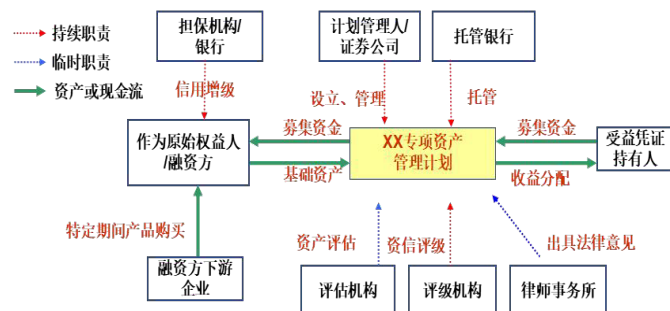 持续职责
临时职责
资产或现金流
担保机构/
银行
计划管理人/
证券公司
托管银行
信用增级
设立、管理
托管
作为原始权益人
/融资方
募集资金
基础资产
XX专项资产
管理计划
募集资金
收益分配
受益凭证
持有人
特定期间产品购买
资产评估
资信评级
出具法律意见
融资方下游
企业
评估机构
评级机构
律师事务所